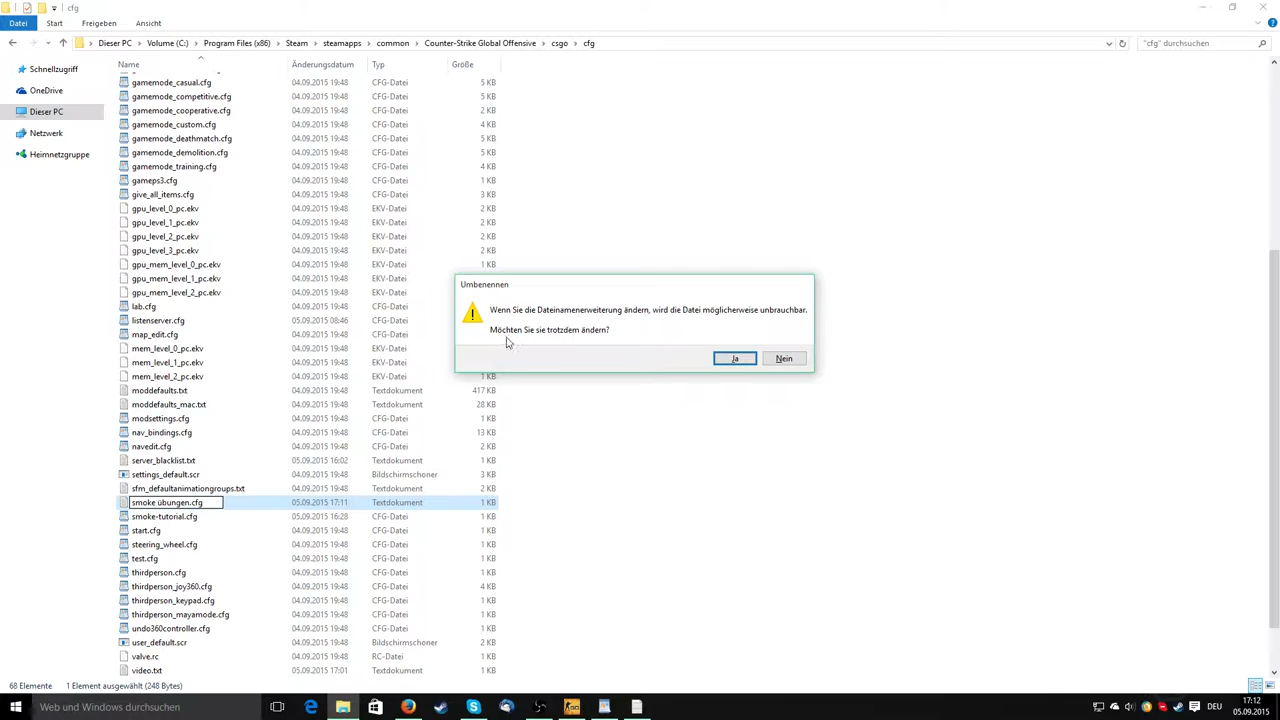 cfg
Datei Start Freigeben Ansicht
Dieser PC Volume (C:) Program Files (x86) Steam steamapps common Counter-Strike Global Offensive csgo cfg "cfg" durchsuchen
Name Änderungsdatum Typ Größe
Schnellzugriff
OneDrive
Dieser PC
Netzwerk
Heimnetzgruppe
gamemode_casual.cfg 04.09.2015 19:48 CFG-Datei 5 KB
gamemode_competitive.cfg 04.09.2015 19:48 CFG-Datei 5 KB
gamemode_cooperative.cfg 04.09.2015 19:48 CFG-Datei 2 KB
gamemode_custom.cfg 04.09.2015 19:48 CFG-Datei 4 KB
gamemode_deathmatch.cfg 04.09.2015 19:48 CFG-Datei 5 KB
gamemode_demolition.cfg 04.09.2015 19:48 CFG-Datei 5 KB
gamemode_training.cfg 04.09.2015 19:48 CFG-Datei 4 KB
gameps3.cfg 04.09.2015 19:48 CFG-Datei 1 KB
give_all_items.cfg 04.09.2015 19:48 CFG-Datei 3 KB
gpu_level_0_pc.ekv 04.09.2015 19:48 EKV-Datei 2 KB
gpu_level_1_pc.ekv 04.09.2015 19:48 EKV-Datei 2 KB
gpu_level_2_pc.ekv 04.09.2015 19:48 EKV-Datei 2 KB
gpu_level_3_pc.ekv 04.09.2015 19:48 EKV-Datei 2 KB
gpu_mem_level_0_pc.ekv 04.09.2015 19:48 EKV-Datei 1 KB
gpu_mem_level_1_pc.ekv 04.09.2015 19:48 EKV-Datei
gpu_mem_level_2_pc.ekv 04.09.2015 19:48 EKV-Datei
lab.cfg 04.09.2015 19:48 CFG-Datei
listenserver.cfg 04.09.2015 19:48 CFG-Datei
map_edit.cfg 04.09.2015 19:48 CFG-Datei
mem_level_0_pc.ekv 04.09.2015 19:48 EKV-Datei
mem_level_1_pc.ekv 04.09.2015 19:48 EKV-Datei
mem_level_2_pc.ekv 04.09.2015 19:48 EKV-Datei 1 KB
moddefaults.txt 04.09.2015 19:48 Textdokument 417 KB
moddefaults_mac.txt 04.09.2015 19:48 Textdokument 28 KB
modsettings.cfg 04.09.2015 19:48 CFG-Datei 1 KB
nav_bindings.cfg 04.09.2015 19:48 CFG-Datei 13 KB
navedit.cfg 04.09.2015 19:48 CFG-Datei 2 KB
server_blacklist.txt 05.09.2015 16:02 Textdokument 1 KB
settings_default.scr 04.09.2015 19:48 Bildschirmschoner 3 KB
sfm_defaultanimationgroups.txt 04.09.2015 19:48 Textdokument 2 KB
smoke übungen.cfg 05.09.2015 17:11 Textdokument 1 KB
smoke-tutorial.cfg 05.09.2015 16:28 CFG-Datei 1 KB
start.cfg 04.09.2015 19:48 CFG-Datei 1 KB
steering_wheel.cfg 04.09.2015 19:48 CFG-Datei 1 KB
test.cfg 04.09.2015 19:48 CFG-Datei 1 KB
thirdperson.cfg 04.09.2015 19:48 CFG-Datei 1 KB
thirdperson_joy360.cfg 04.09.2015 19:48 CFG-Datei 4 KB
thirdperson_keypad.cfg 04.09.2015 19:48 CFG-Datei 1 KB
thirdperson_mayamode.cfg 04.09.2015 19:48 CFG-Datei 1 KB
undo360controller.cfg 04.09.2015 19:48 CFG-Datei 1 KB
user_default.scr 04.09.2015 19:48 Bildschirmschoner 2 KB
valve.rc 04.09.2015 19:48 RC-Datei 1 KB
video.txt 05.09.2015 17:01 Textdokument 1 KB
Umbenennen
Wenn Sie die Dateinamenerweiterung ändern, wird die Datei möglicherweise unbrauchbar.
Möchten Sie sie trotzdem ändern?
Ja Nein
68 Elemente 1 Element ausgewählt (248 Bytes)
Web und Windows durchsuchen
DEU
17:12
05.09.2015